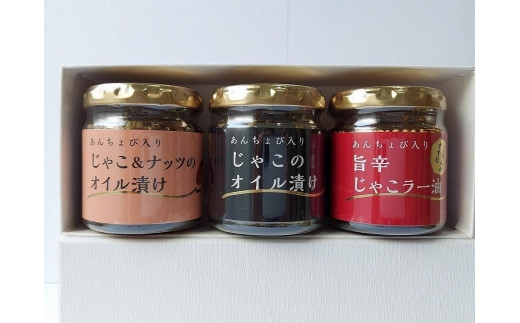 あんちょび入り
じゃこ&ナッツの
オイル漬け
あんちょび入り
じゃこの
オイル漬け
あんちょび入り
旨辛
じゃこラー油